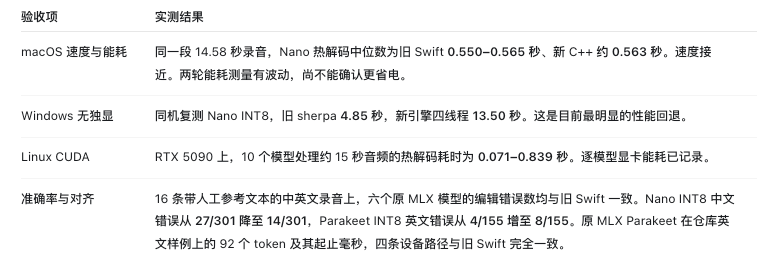 验收项 实测结果
macOS 速度与能耗 同一段 14.58 秒录音，Nano 热解码中位数为旧 Swift 0.550–0.565 秒、新 C++ 约 0.563 秒。速度接
近。两轮能耗测量有波动，尚不能确认更省电。
Windows 无独显 同机复测 Nano INT8，旧 sherpa 4.85 秒，新引擎四线程 13.50 秒。这是目前最明显的性能回退。
Linux CUDA RTX 5090 上，10 个模型处理约 15 秒音频的热解码耗时为 0.071–0.839 秒。逐模型显卡能耗已记录。
准确率与对齐 16 条带人工参考文本的中英文录音上，六个原 MLX 模型的编辑错误数均与旧 Swift 一致。Nano INT8 中文
错误从 27/301 降至 14/301，Parakeet INT8 英文错误从 4/155 增至 8/155。原 MLX Parakeet 在仓库英
文样例上的 92 个 token 及其起止毫秒，四条设备路径与旧 Swift 完全一致。